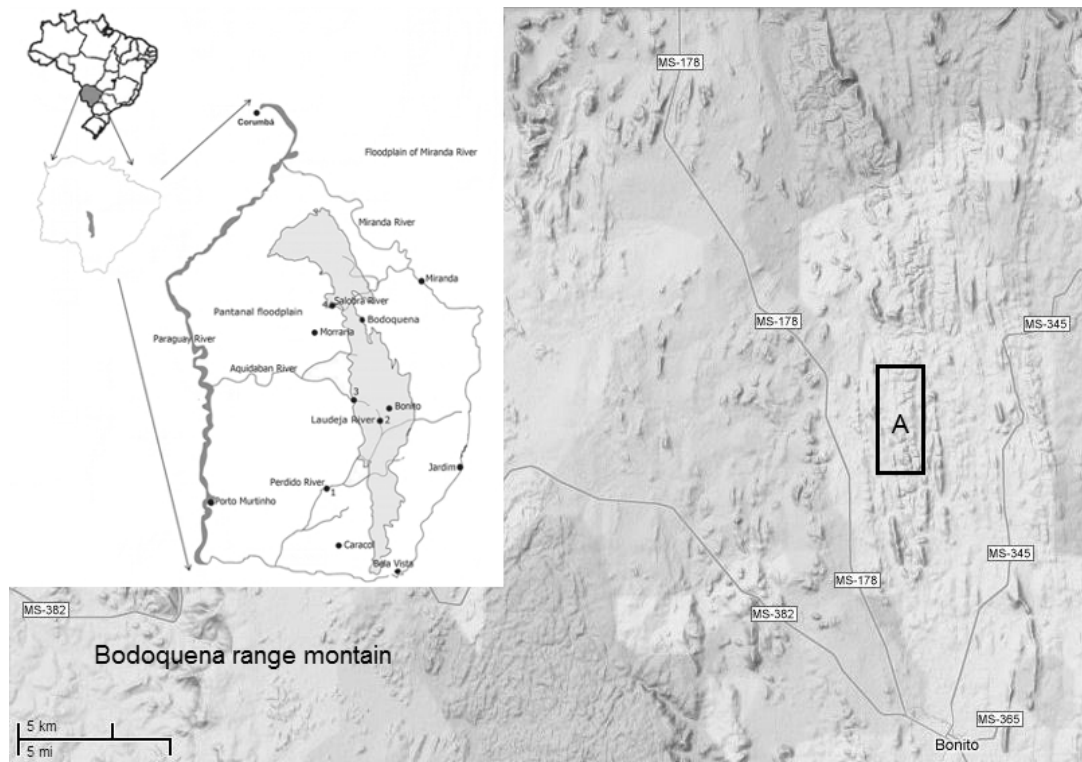 Corumbá
Floodplain of Miranda River
Miranda River
Miranda
4
Salobra River
Pantanal floodplain
Bodoquena
Morraria
Paraguay River
Aquidaban River
3
Bonito
Laudeja River
2
Jardim
Perdido River
1
Porto Murtinho
Caracol
Bela Vista
MS-178
MS-178
MS-345
A
MS-345
MS-178
MS-382
MS-382
Bodoquena range montain
5 km
5 mi
MS-365
Bonito